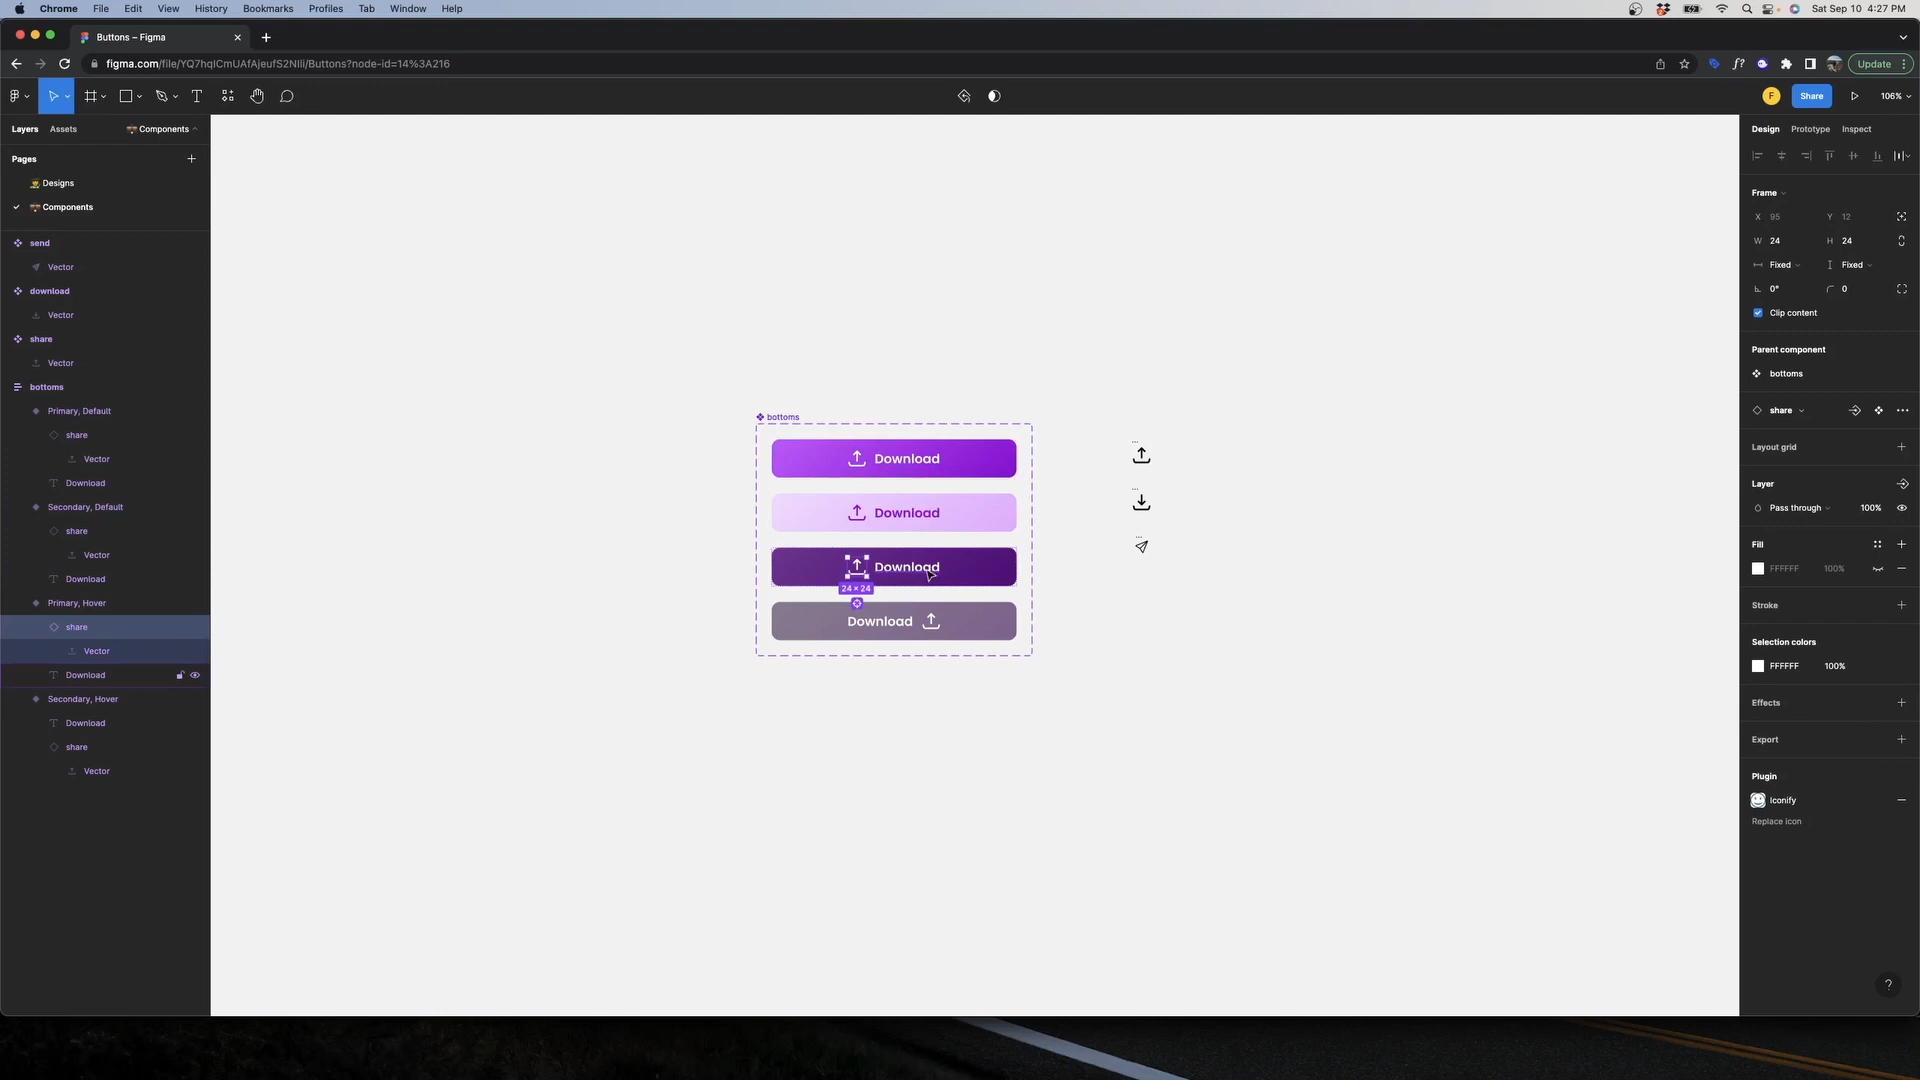 Chrome File Edit View History Bookmarks Profiles Tab Window Help
Sat Sep 10 4:27 PM
Buttons – Figma
figma.com/file/YQ7hqICmUAfAjeufS2NIli/Buttons?node-id=14%3A216
Update
Share
106%
Layers Assets Components
Design Prototype Inspect
Pages
Designs
Components
send
Vector
download
Vector
share
Vector
bottoms
Primary, Default
share
Vector
Download
Secondary, Default
share
Vector
Download
Primary, Hover
share
Vector
Download
Secondary, Hover
Download
share
Vector
bottoms
Download
Download
Download
24 × 24
Download
...
...
...
Frame
X 95 Y 12
W 24 H 24
Fixed Fixed
0° 0
Clip content
Parent component
bottoms
share
Layout grid
Layer
Pass through 100%
Fill
FFFFFF 100%
Stroke
Selection colors
FFFFFF 100%
Effects
Export
Plugin
Iconify
Replace icon
?